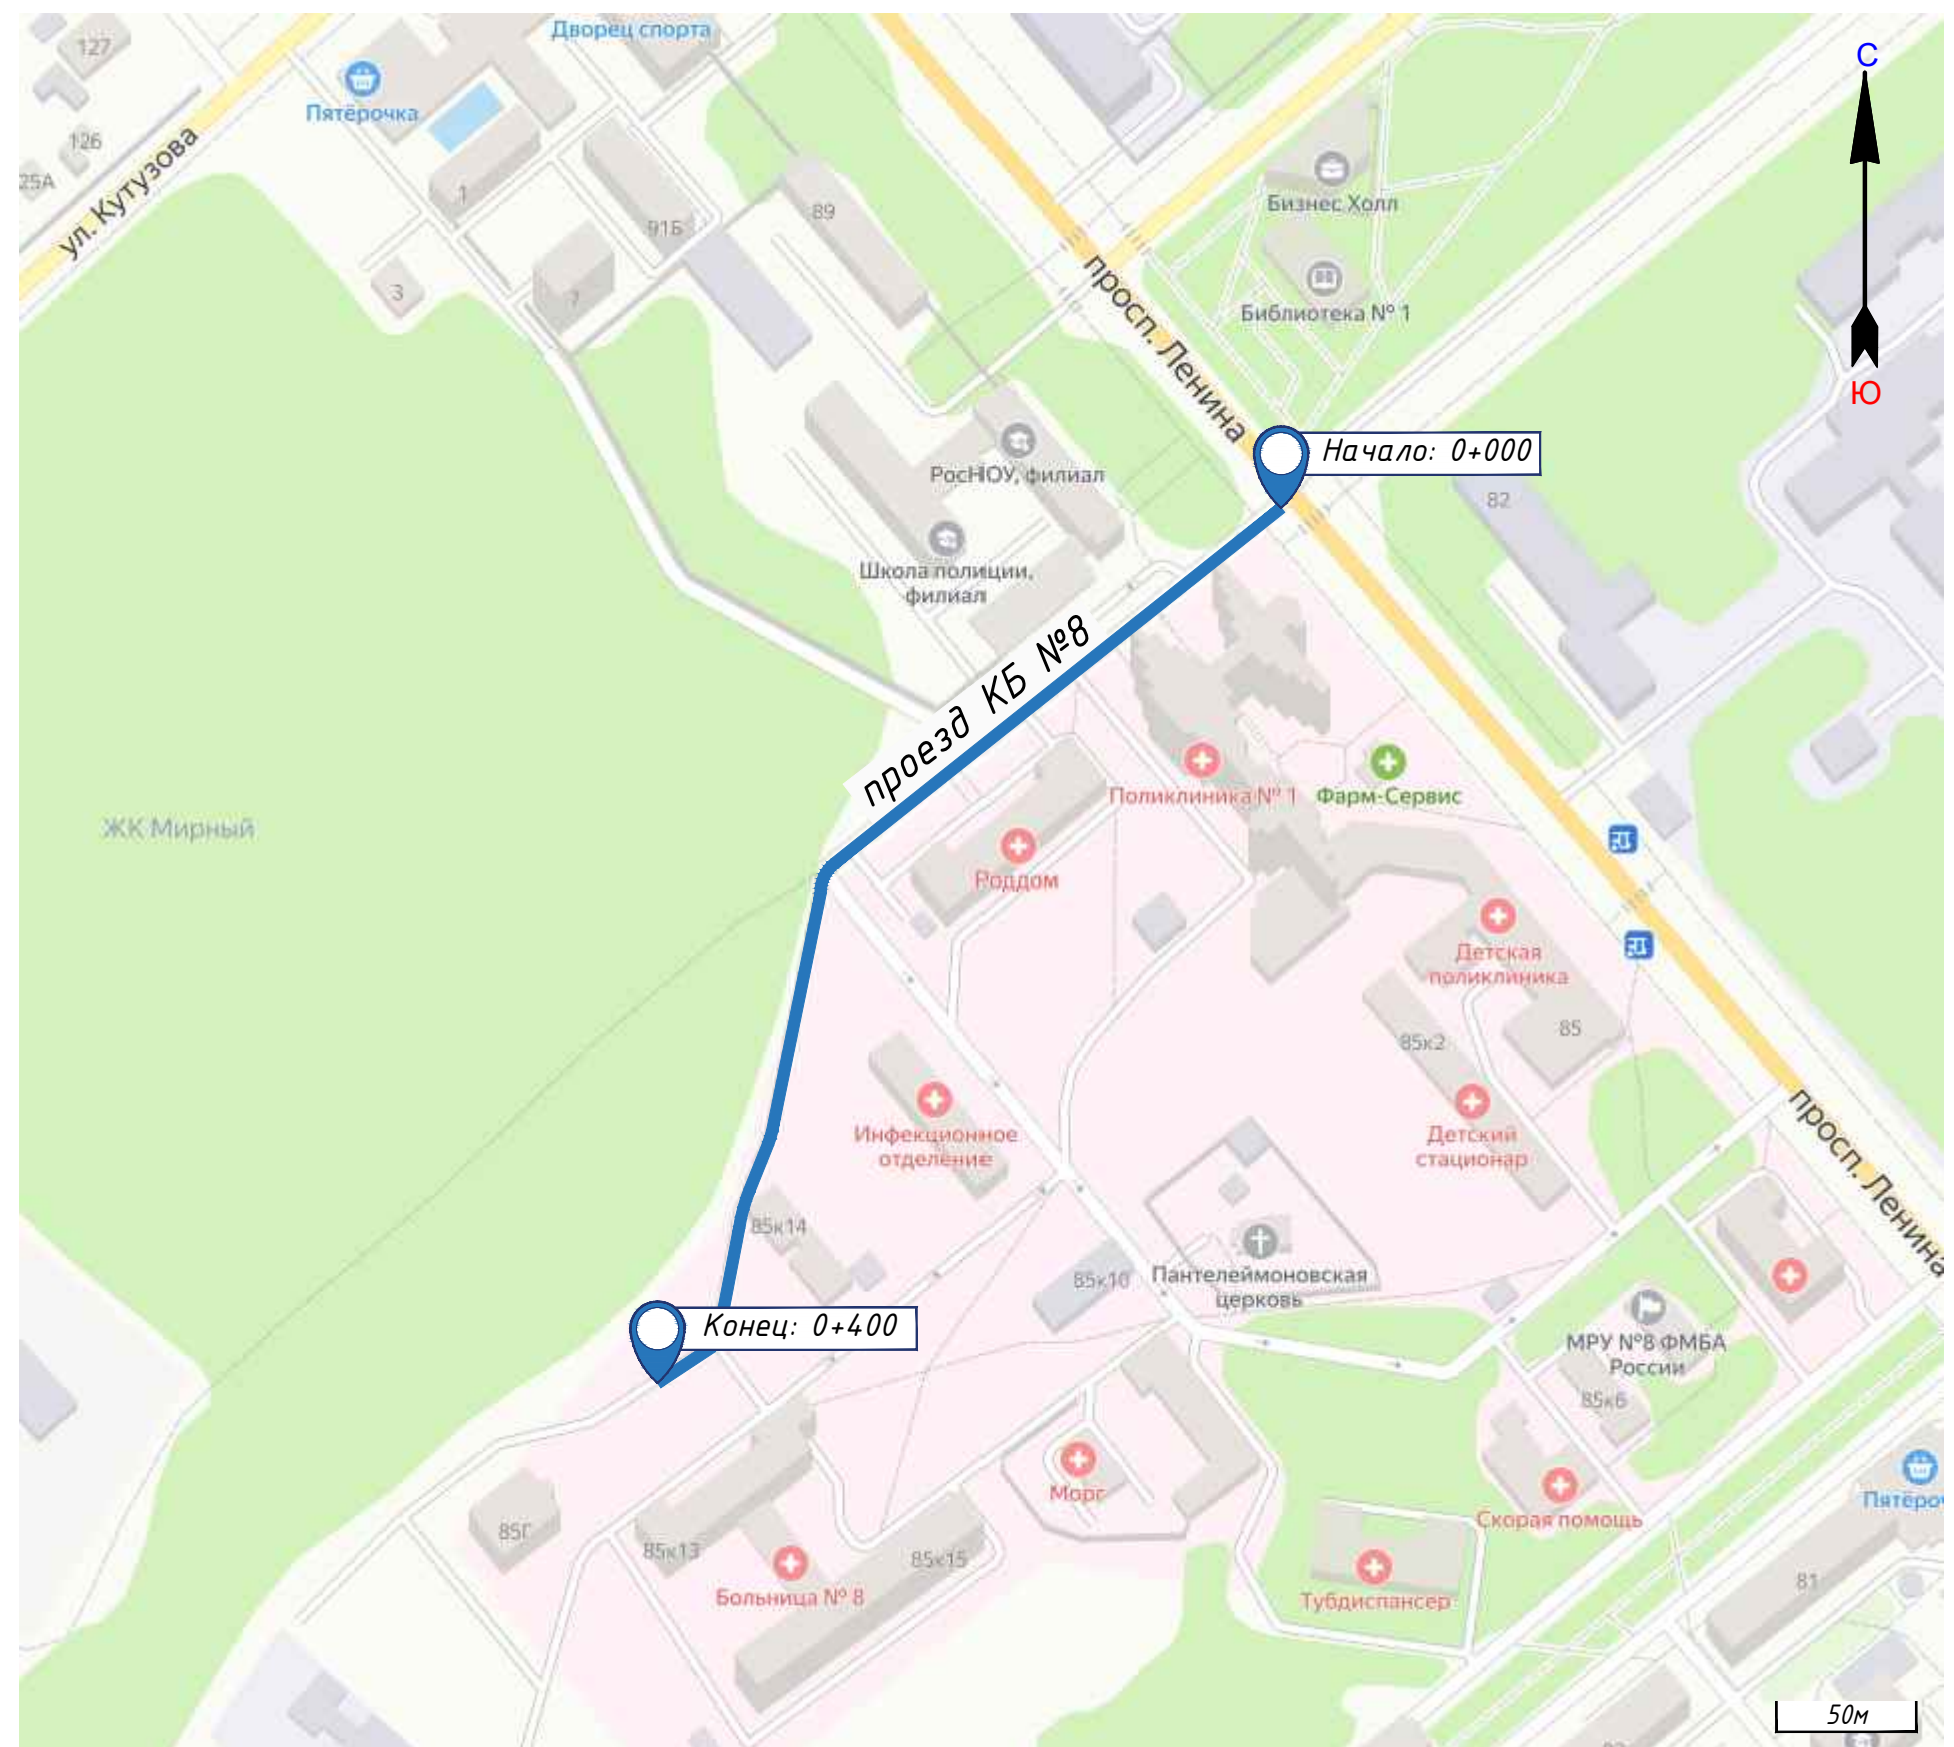 Дворец спорта
127
С
Пятёрочка
126
25А
ул. Кутузова
1
Бизнес Холл
89
91Б
3
7
просп. Ленина
Библиотека № 1
Ю
Начало: 0+000
РосНОУ, филиал
82
Школа полиции,
филиал
проезд КБ №8
Поликлиника № 1
Фарм-Сервис
ЖК Мирный
Роддом
Детская
поликлиника
85
85к2
Инфекционное
отделение
Детский
стационар
просп. Ленина
85к14
85к10
Пантелеймоновская
церковь
Конец: 0+400
МРУ №8 ФМБА
России
85к6
Морг
Пятёроч
Скорая помощь
85Г
85к13
85к15
Больница № 8
Тубдиспансер
81
50м